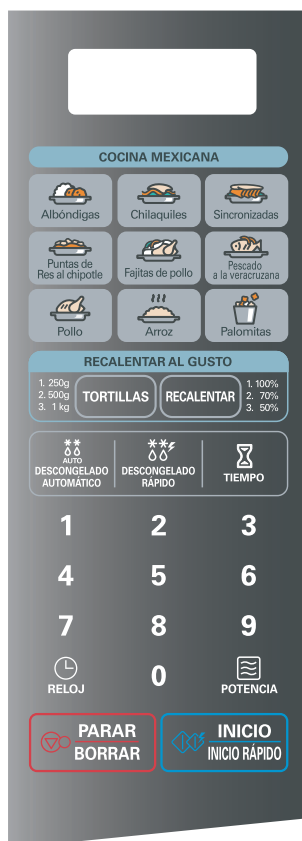 COCINA MEXICANA
Albóndigas
Chilaquiles
Sincronizadas
Puntas de
Res al chipotle
Fajitas de pollo
Pescado
a la veracruzana
Pollo
Arroz
Palomitas
RECALENTAR AL GUSTO
1. 250g
2. 500g
3. 1 kg
TORTILLAS
RECALENTAR
1. 100%
2. 70%
3. 50%
AUTO
DESCONGELADO
AUTOMÁTICO
DESCONGELADO
RÁPIDO
TIEMPO
1 2 3
4 5 6
7 8 9
RELOJ
0
POTENCIA
PARAR
BORRAR
INICIO
INICIO RÁPIDO